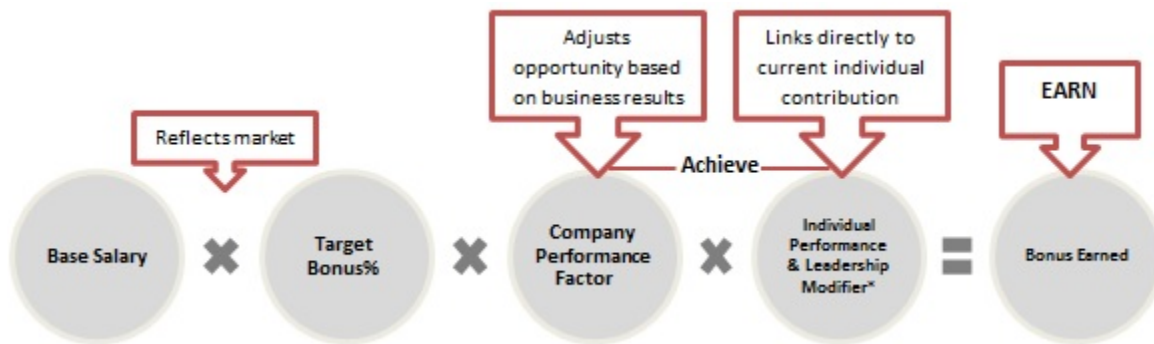 Adjusts
opportunity based
on business results
Links directly to
current individual
contribution
EARN
Reflects market
Achieve
Base Salary
Target
Bonus%
Company
Performance
Factor
Individual
Performance
& Leadership
Modifier*
Bonus Earned